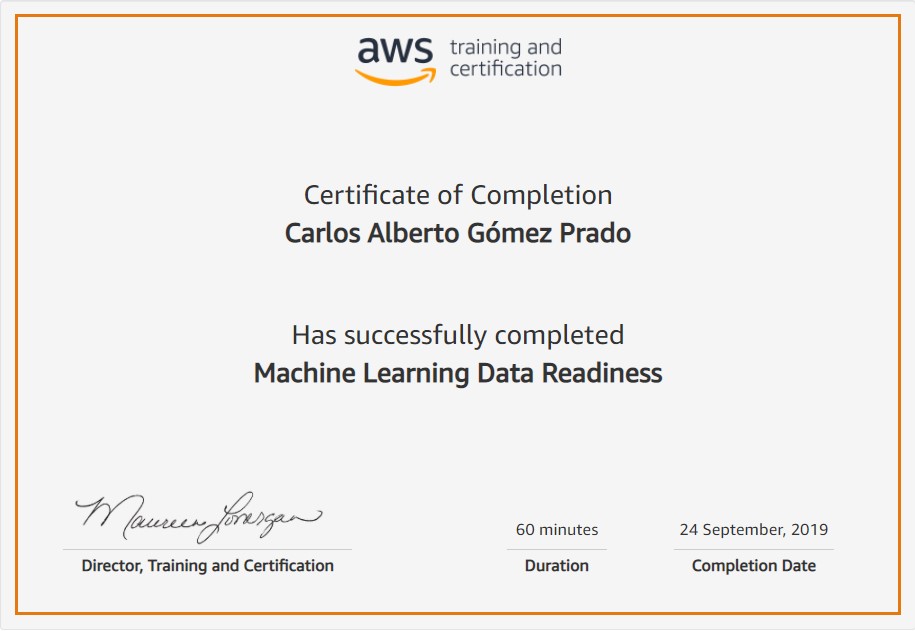 aws training and
certification
Certificate of Completion
Carlos Alberto Gómez Prado
Has successfully completed
Machine Learning Data Readiness
Maureen Lonergan
60 minutes
24 September, 2019
Director, Training and Certification
Duration
Completion Date